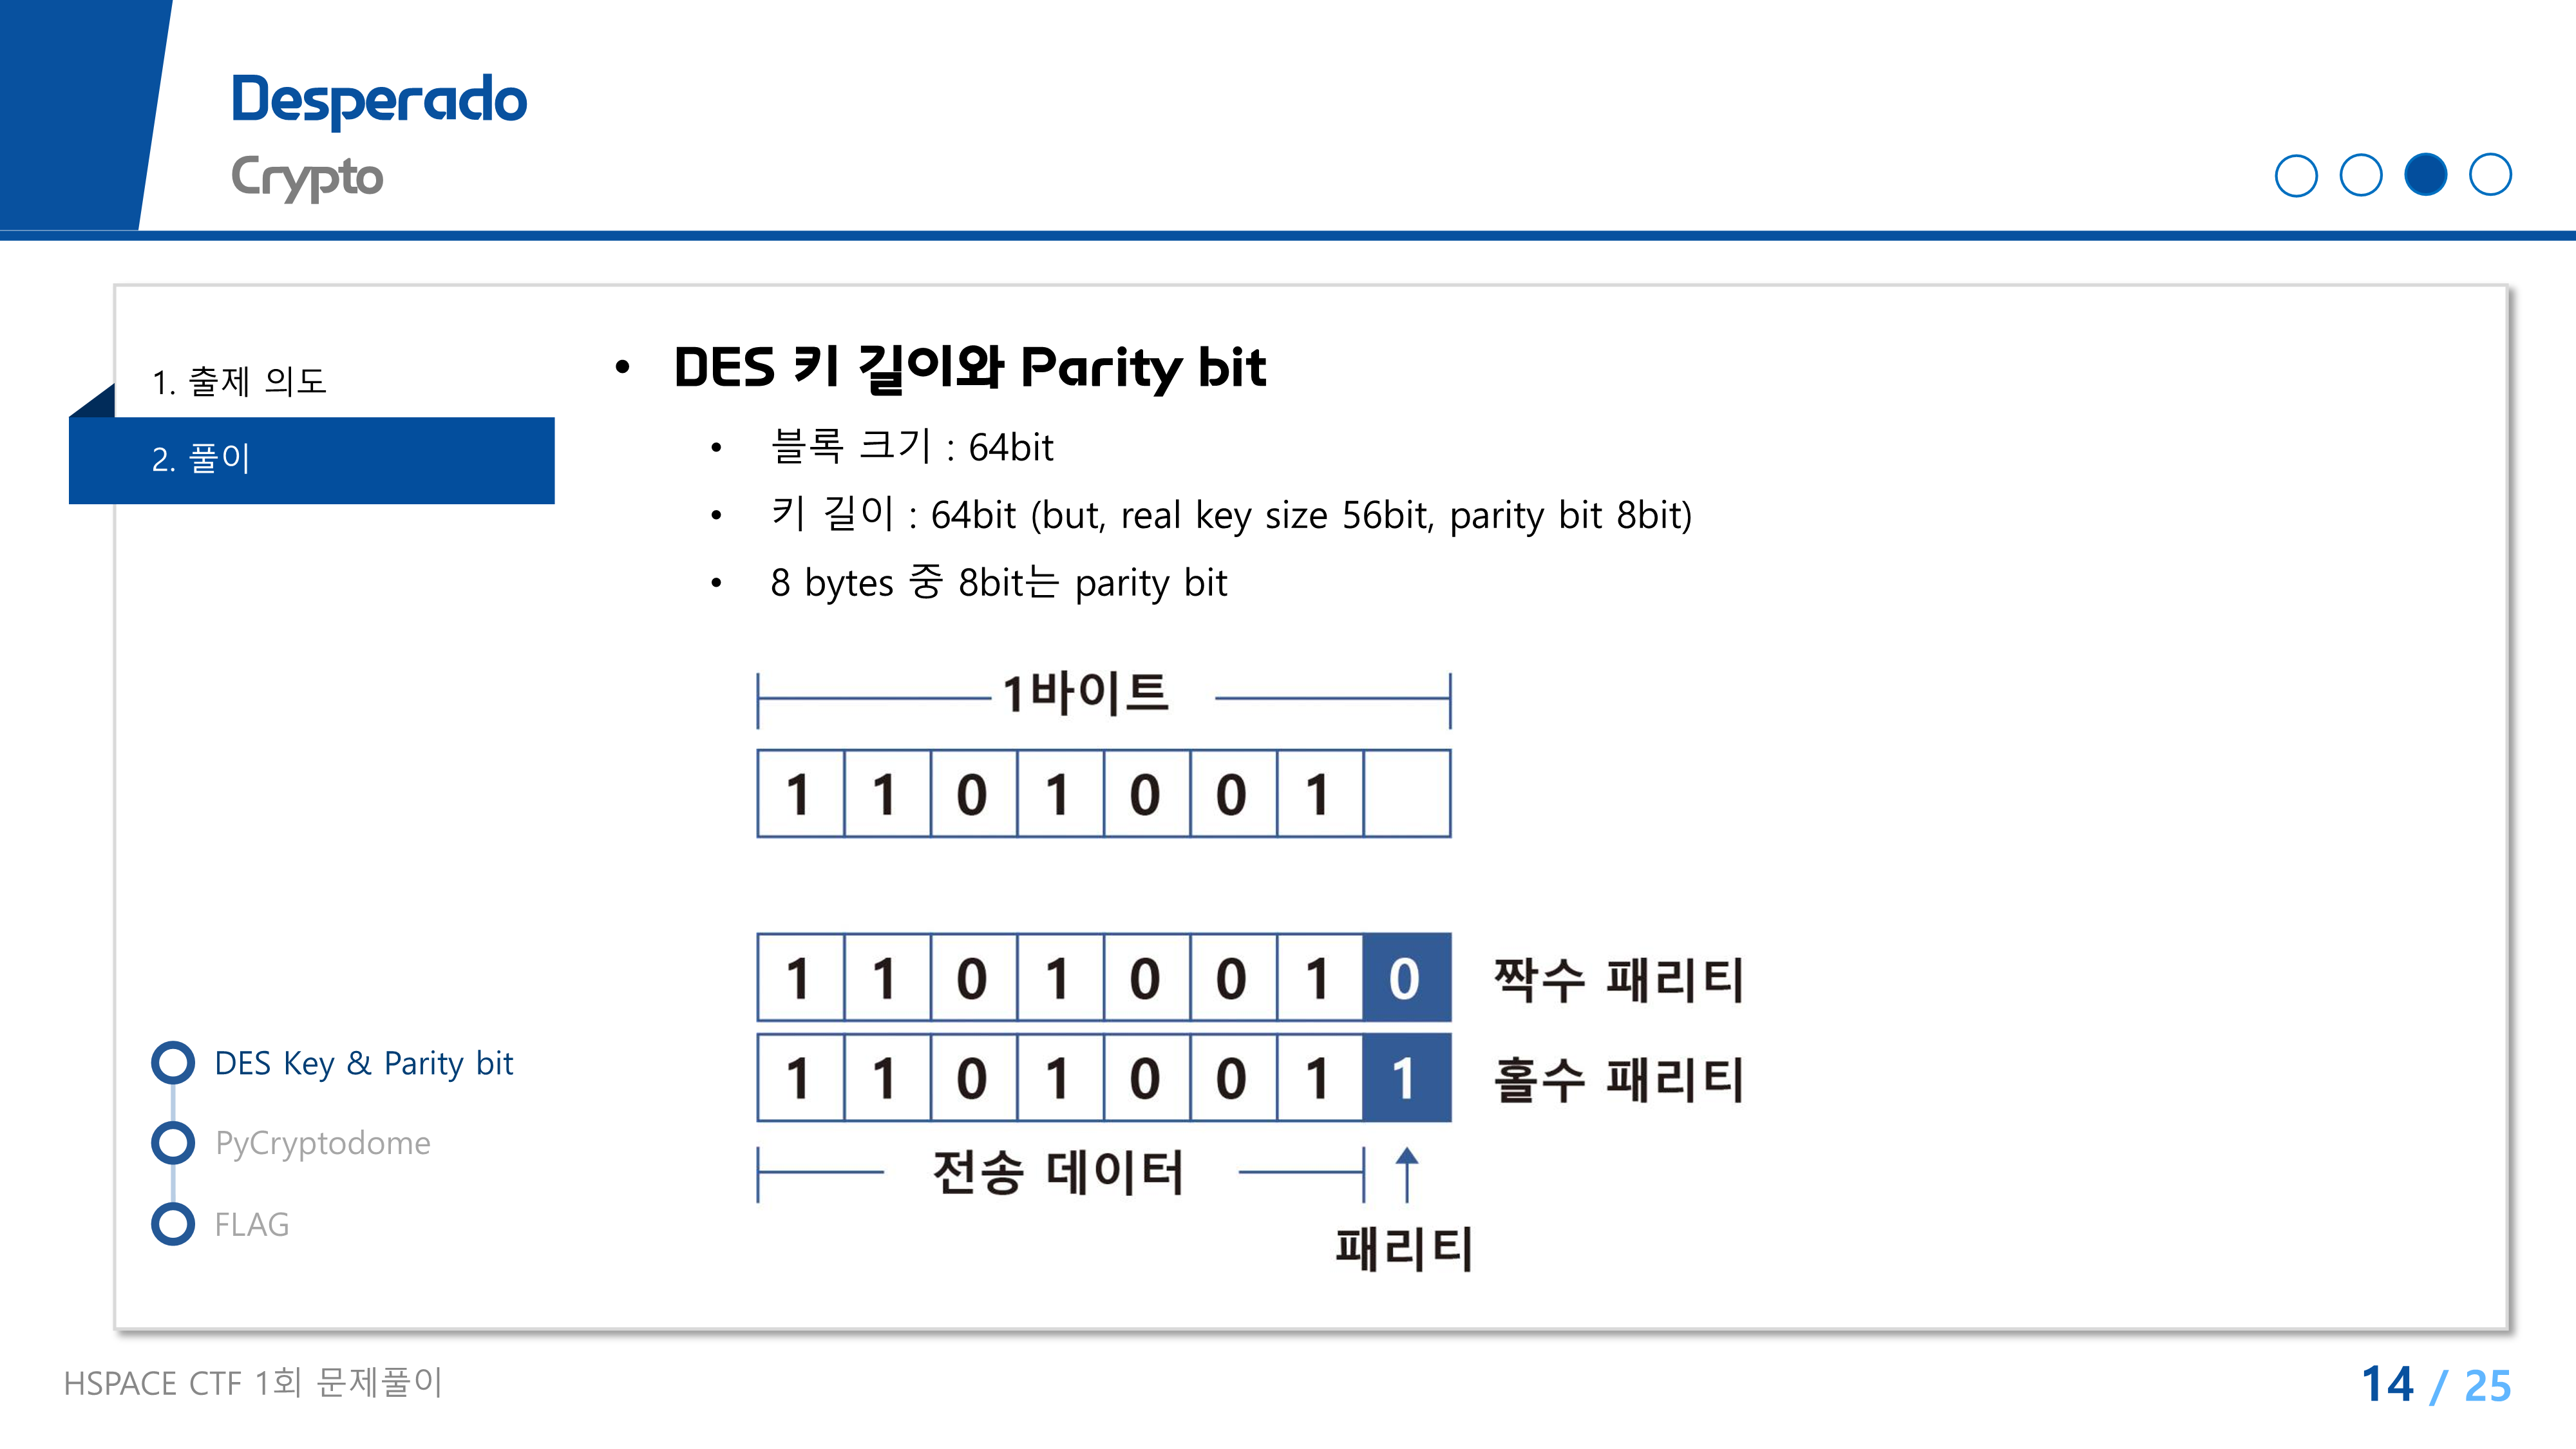 Desperado
Crypto
1. 출제 의도
2. 풀이
DES Key & Parity bit
PyCryptodome
FLAG
• DES 키 길이와 Parity bit
• 블록 크기 : 64bit
• 키 길이 : 64bit (but, real key size 56bit, parity bit 8bit)
• 8 bytes 중 8bit는 parity bit
1바이트
1 1 0 1 0 0 1
1 1 0 1 0 0 1 0 짝수 패리티
1 1 0 1 0 0 1 1 홀수 패리티
전송 데이터
패리티
HSPACE CTF 1회 문제풀이
14 / 25